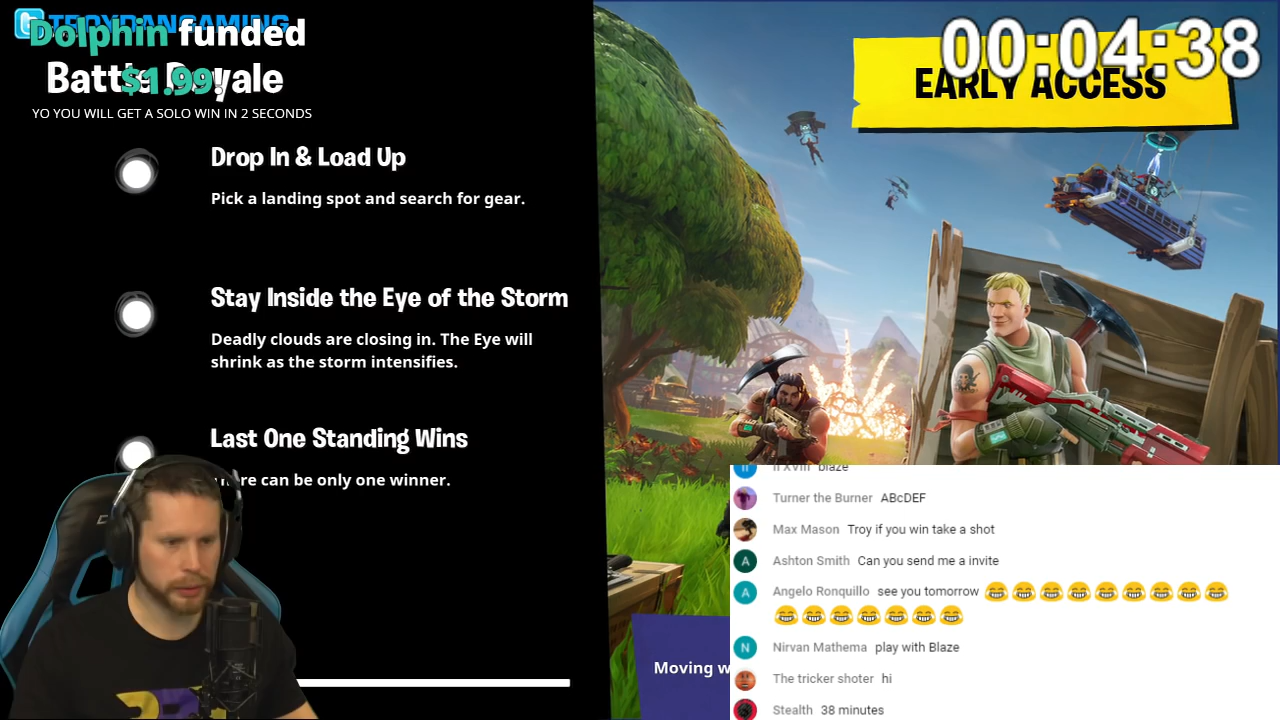 TROYDANGAMING
Dolphin funded
$1.99!
Battle Royale
YO YOU WILL GET A SOLO WIN IN 2 SECONDS
Drop In & Load Up
Pick a landing spot and search for gear.
Stay Inside the Eye of the Storm
Deadly clouds are closing in. The Eye will
shrink as the storm intensifies.
Last One Standing Wins
There can be only one winner.
00:04:38
EARLY ACCESS
Moving w
blaze
Turner the Burner ABcDEF
Max Mason Troy if you win take a shot
A Ashton Smith Can you send me a invite
A Angelo Ronquillo see you tomorrow 😂😂😂😂😂😂😂😂😂
😂😂😂😂😂😂😂
N Nirvan Mathema play with Blaze
The tricker shoter hi
Stealth 38 minutes